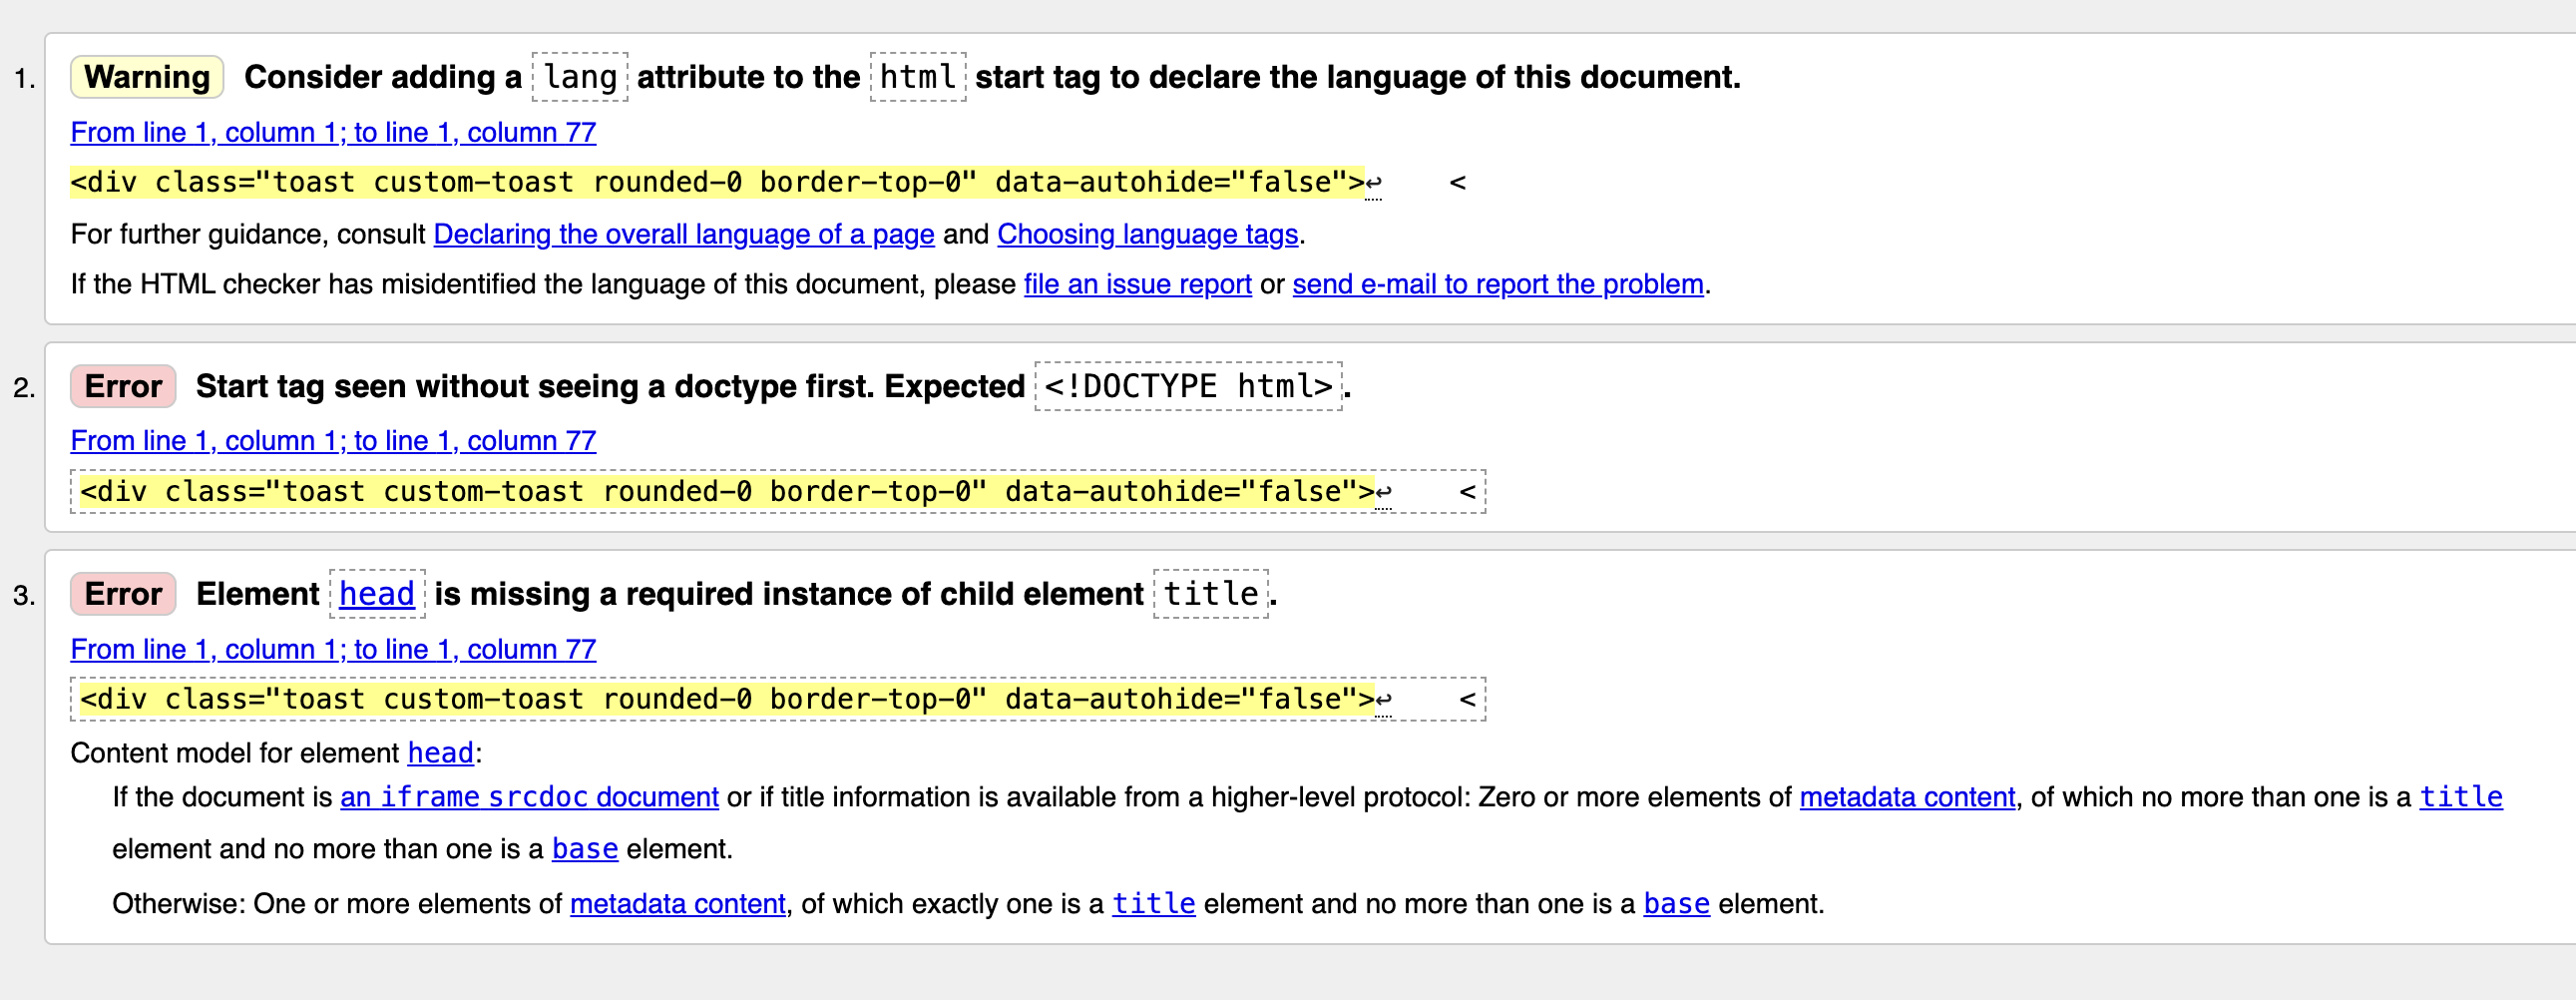 1. Warning Consider adding a lang attribute to the html start tag to declare the language of this document.
From line 1, column 1; to line 1, column 77
<div class="toast custom-toast rounded-0 border-top-0" data-autohide="false">↩ <
For further guidance, consult Declaring the overall language of a page and Choosing language tags.
If the HTML checker has misidentified the language of this document, please file an issue report or send e-mail to report the problem.
2. Error Start tag seen without seeing a doctype first. Expected <!DOCTYPE html>.
From line 1, column 1; to line 1, column 77
<div class="toast custom-toast rounded-0 border-top-0" data-autohide="false">↩ <
3. Error Element head is missing a required instance of child element title.
From line 1, column 1; to line 1, column 77
<div class="toast custom-toast rounded-0 border-top-0" data-autohide="false">↩ <
Content model for element head:
If the document is an iframe srcdoc document or if title information is available from a higher-level protocol: Zero or more elements of metadata content, of which no more than one is a title
element and no more than one is a base element.
Otherwise: One or more elements of metadata content, of which exactly one is a title element and no more than one is a base element.